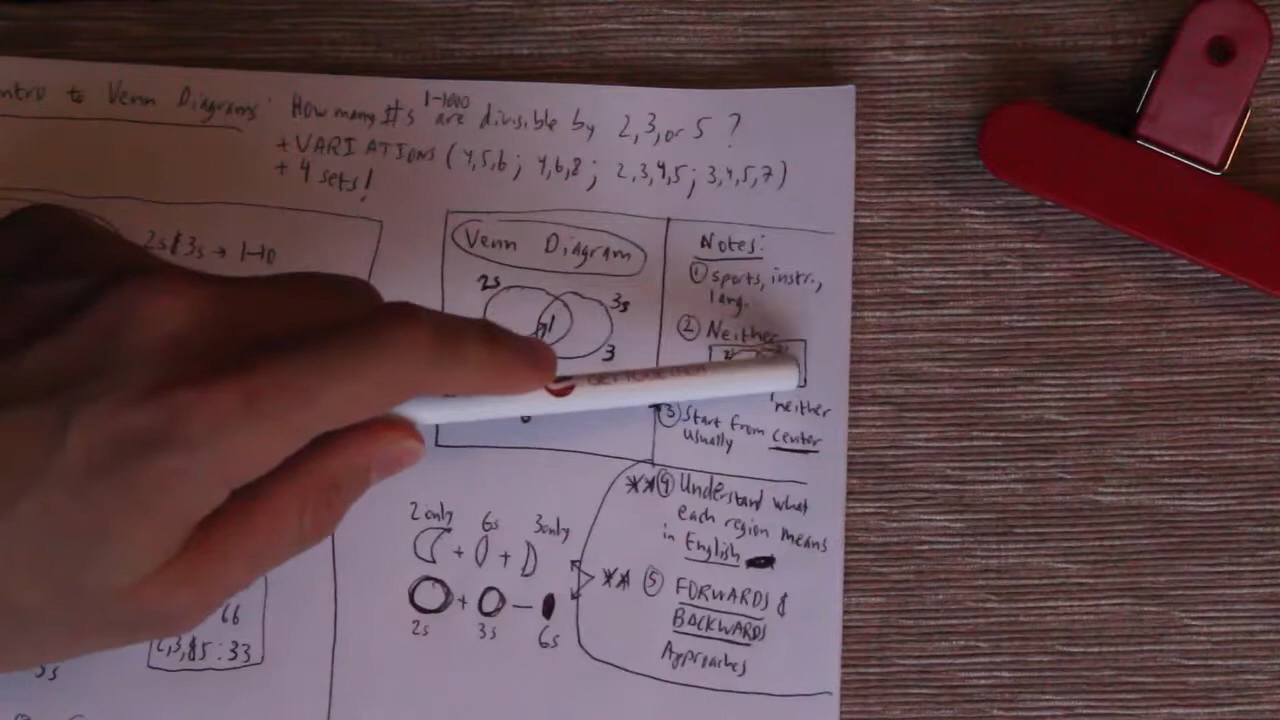 ntro to Venn Diagrams:
How many #s 1-1000 are divisible by 2,3,or 5 ?
+ VARIATIONS (4,5,6 ; 4,6,8 ; 2,3,4,5 ; 3,4,5,7)
+ 4 sets!
2s & 3s → 1-10
Venn Diagram
2s
3s
1
3
Notes:
① sports, instr.,
lang.
② Neither
neither
③ Start from center
usually
**④ Understand what
each region means
in English
** ⑤ FORWARDS &
BACKWARDS
Approaches
2 only 6s 3 only
+ +
+ −
2s 3s 6s
66
2,3,&5 : 33
3s